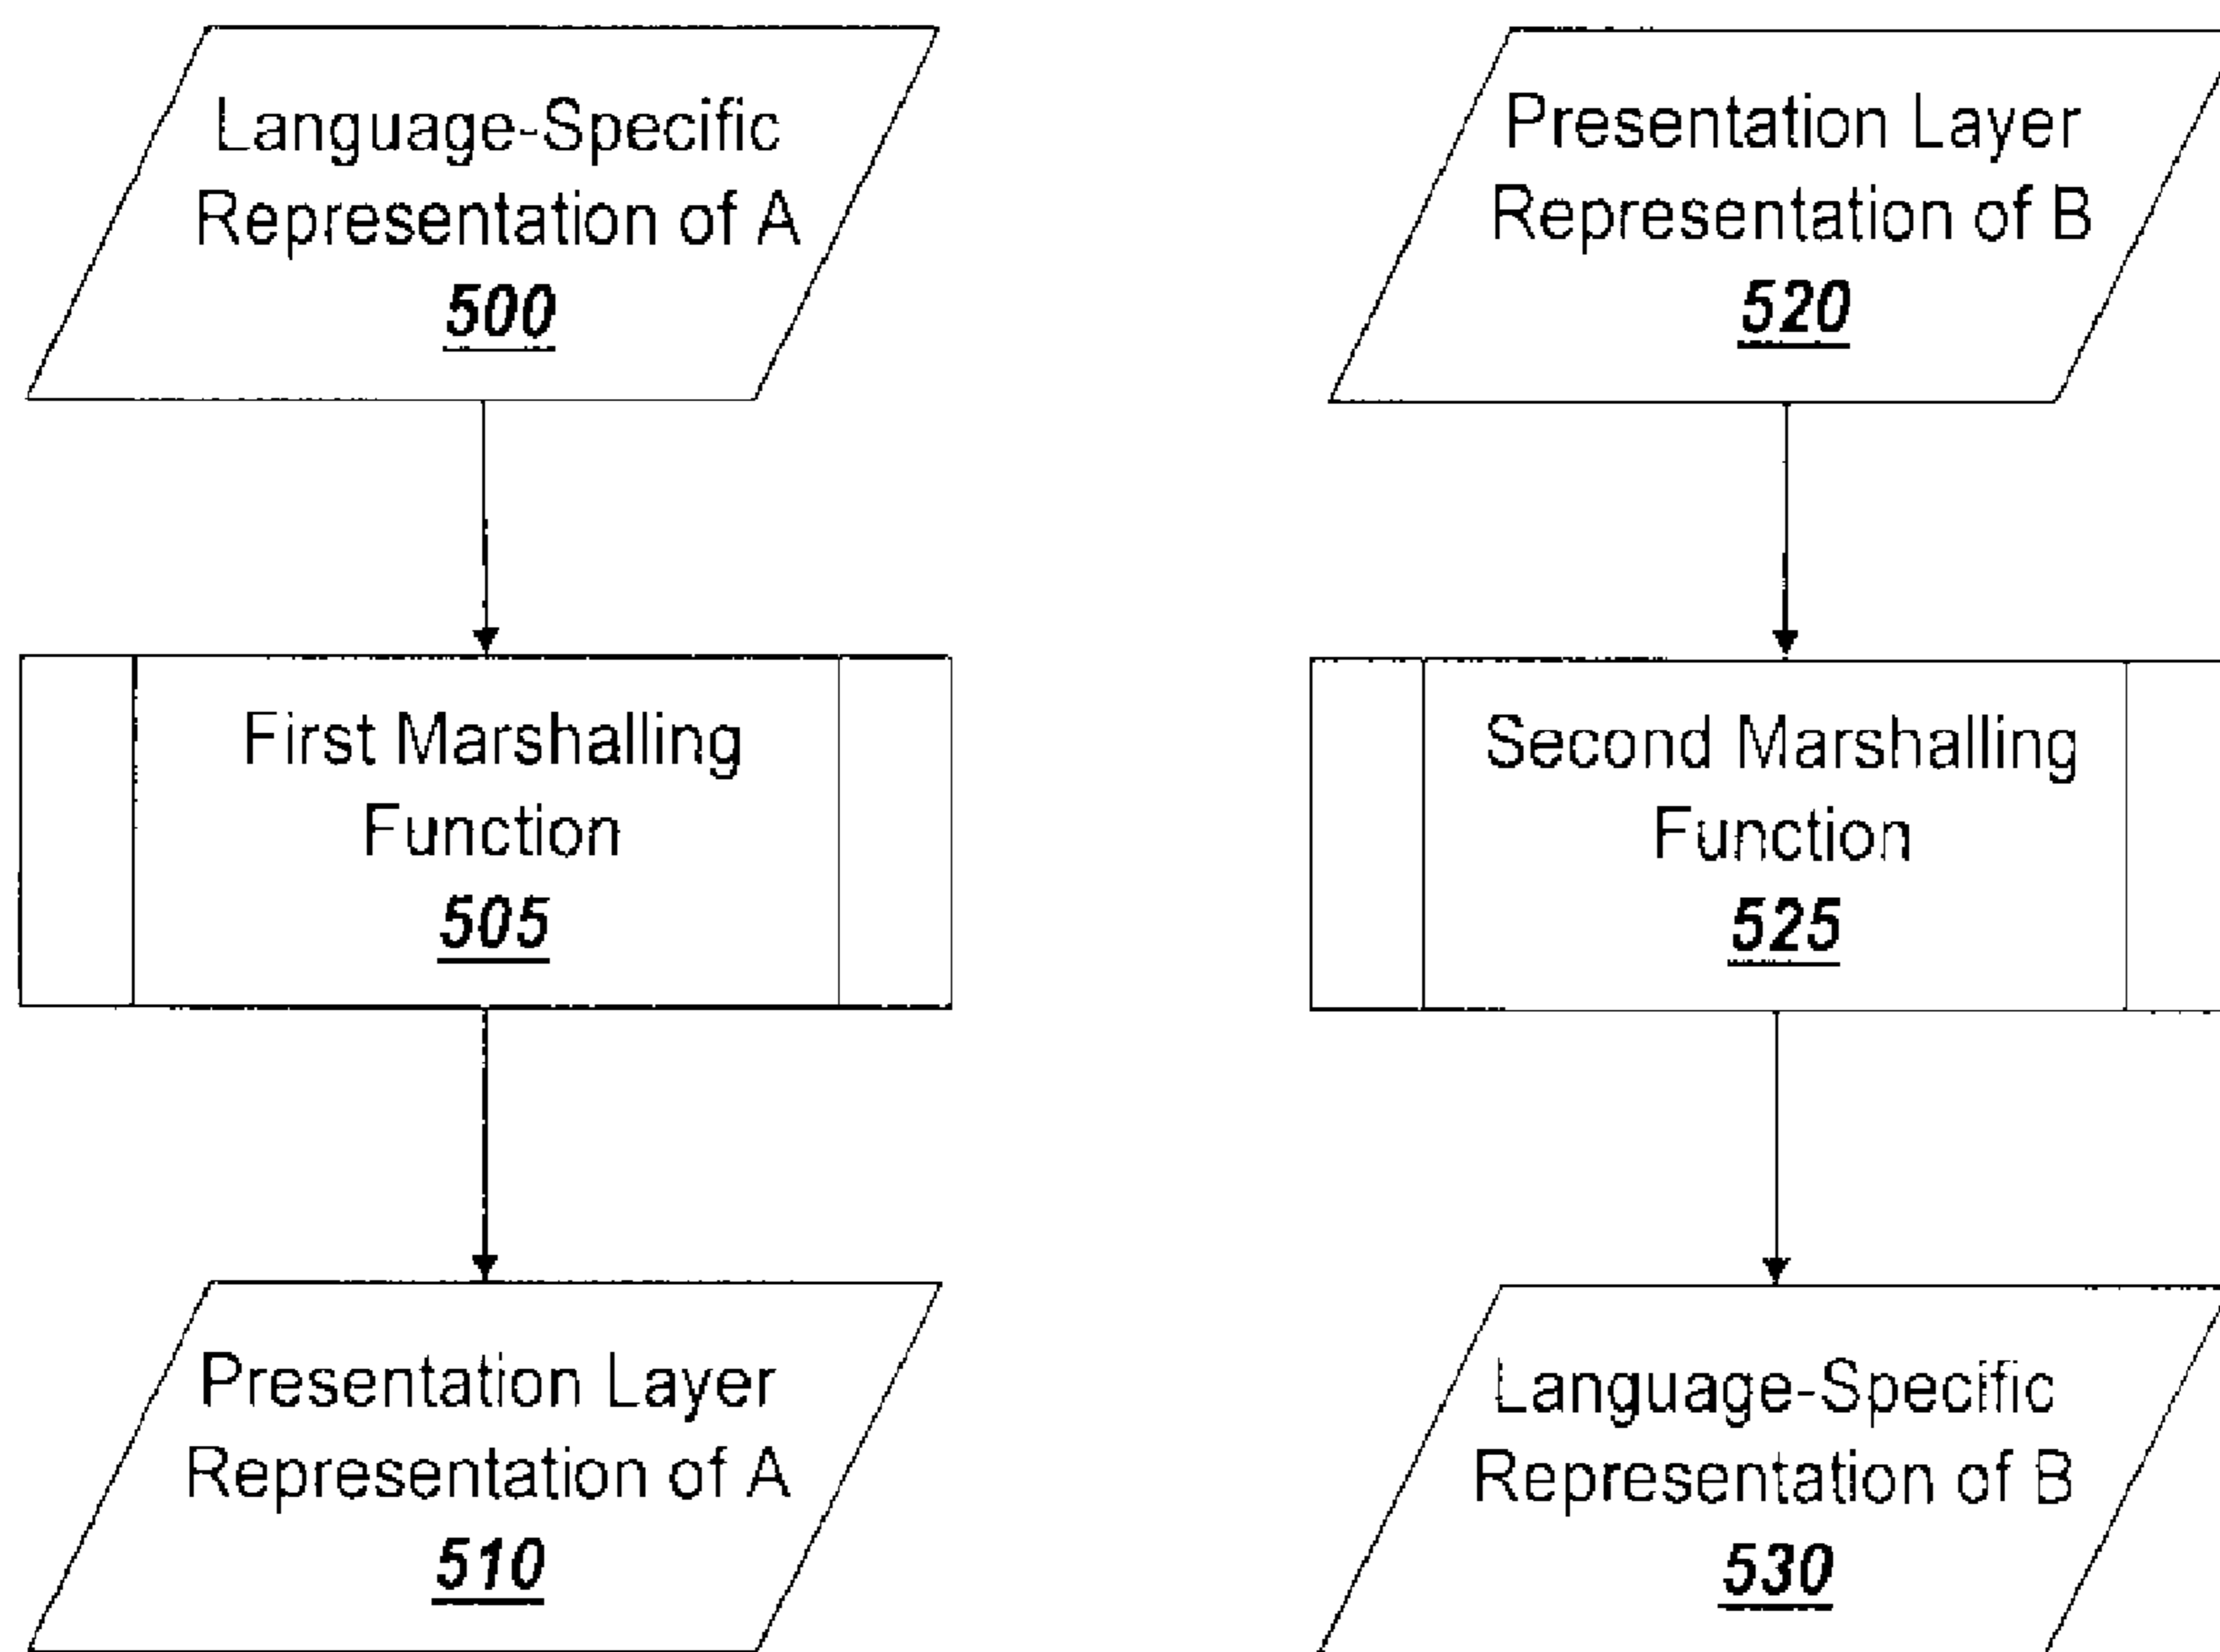 Language-Specific
Representation of A
500
First Marshalling
Function
505
Presentation Layer
Representation of A
510
Presentation Layer
Representation of B
520
Second Marshalling
Function
525
Language-Specific
Representation of B
530